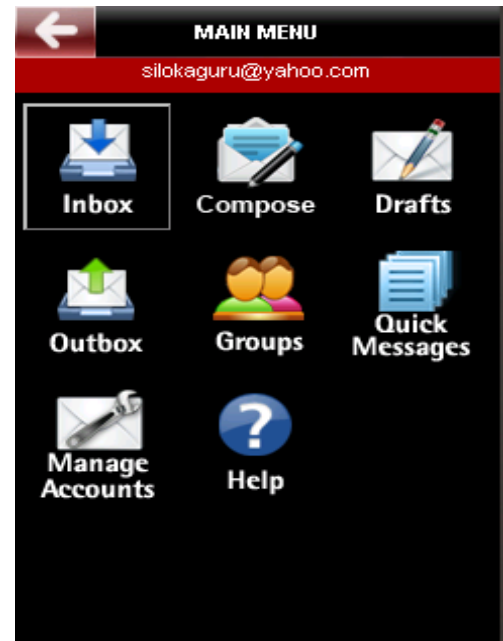 MAIN MENU
silokaguru@yahoo.com
Inbox
Compose
Drafts
Outbox
Groups
Quick
Messages
Manage
Accounts
Help